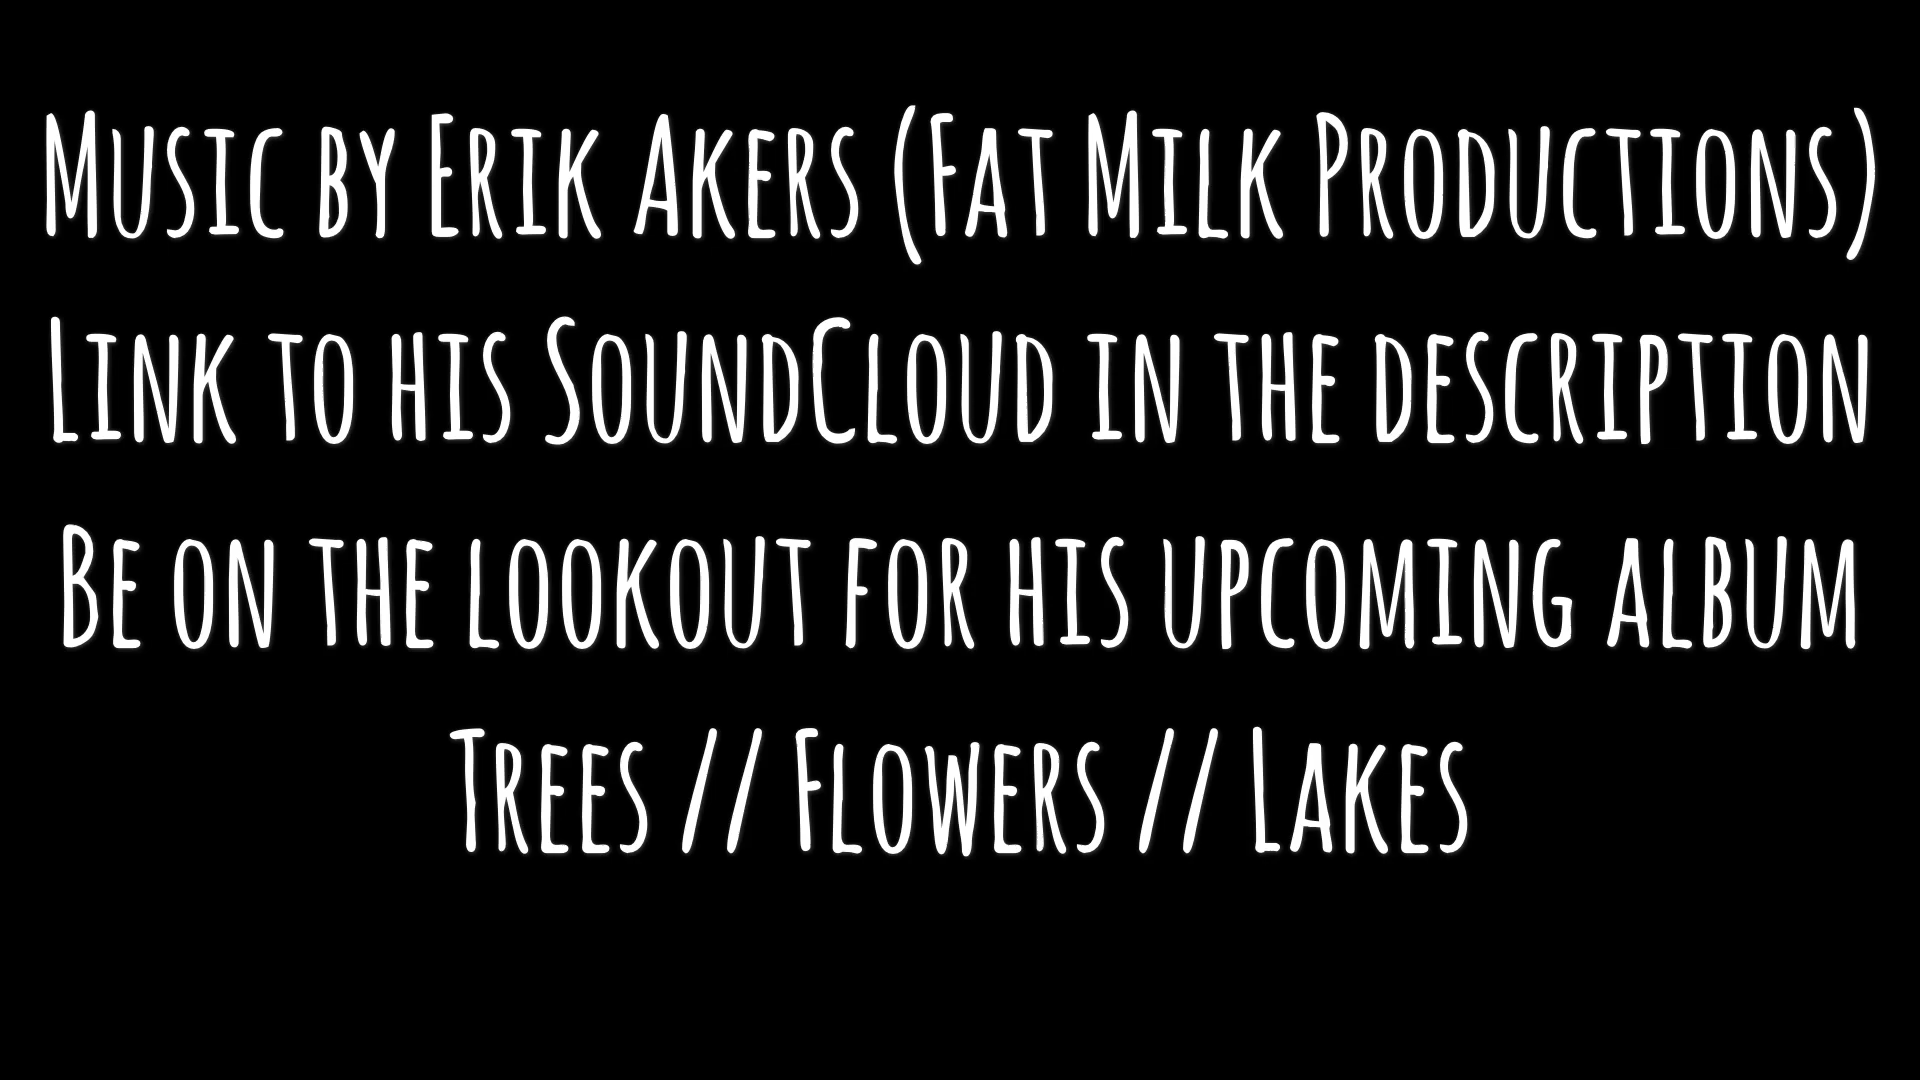 Music by Erik Akers (Fat Milk Productions)
Link to his SoundCloud in the description
Be on the lookout for his upcoming album
Trees // Flowers // Lakes